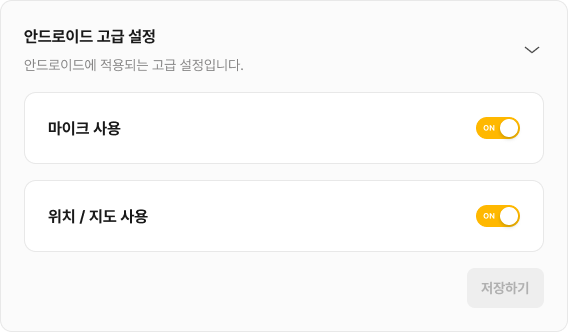 안드로이드 고급 설정
안드로이드에 적용되는 고급 설정입니다.
마이크 사용
ON
위치 / 지도 사용
ON
저장하기